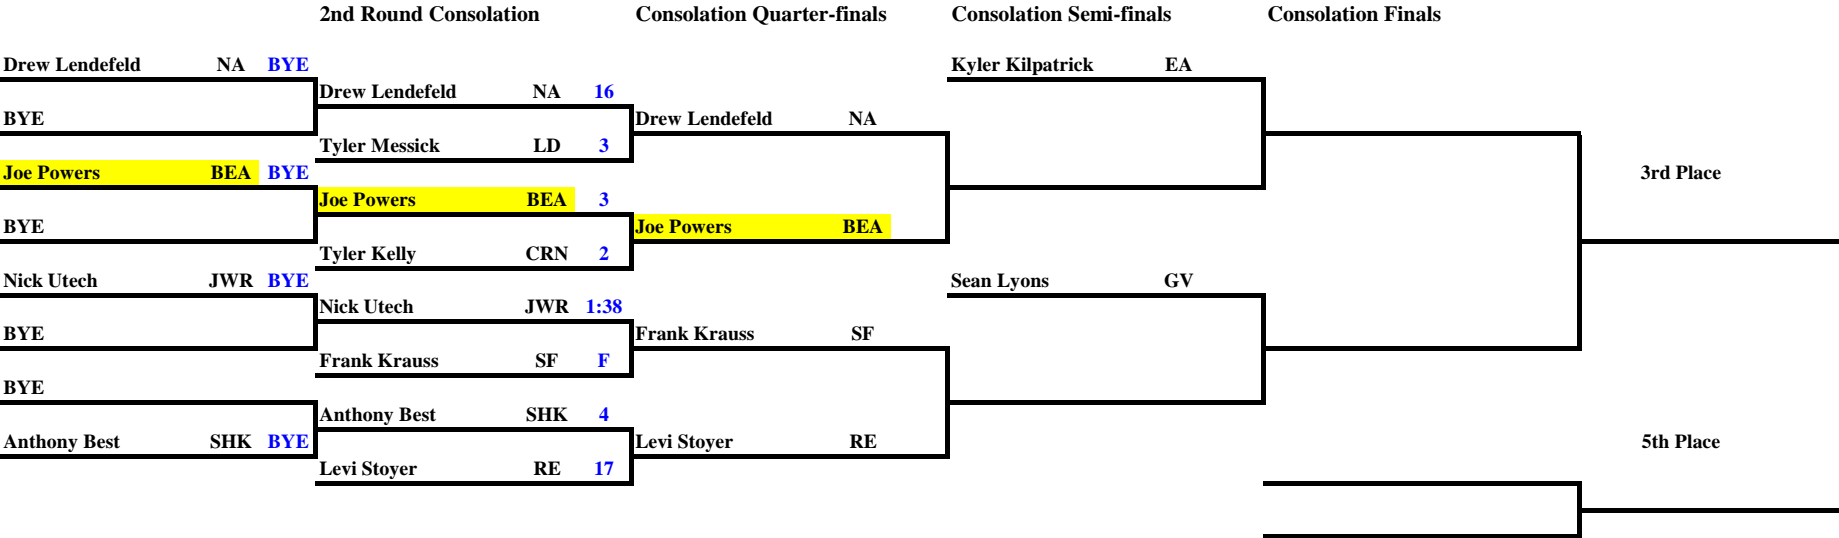 2nd Round Consolation Consolation Quarter-finals Consolation Semi-finals Consolation Finals
Drew Lendefeld NA BYE Kyler Kilpatrick EA
Drew Lendefeld NA 16
BYE Drew Lendefeld NA
Tyler Messick LD 3
Joe Powers BEA BYE 3rd Place
Joe Powers BEA 3
BYE Joe Powers BEA
Tyler Kelly CRN 2
Nick Utech JWR BYE Sean Lyons GV
Nick Utech JWR 1:38
BYE Frank Krauss SF
Frank Krauss SF F
BYE
Anthony Best SHK 4
Anthony Best SHK BYE Levi Stoyer RE 5th Place
Levi Stoyer RE 17